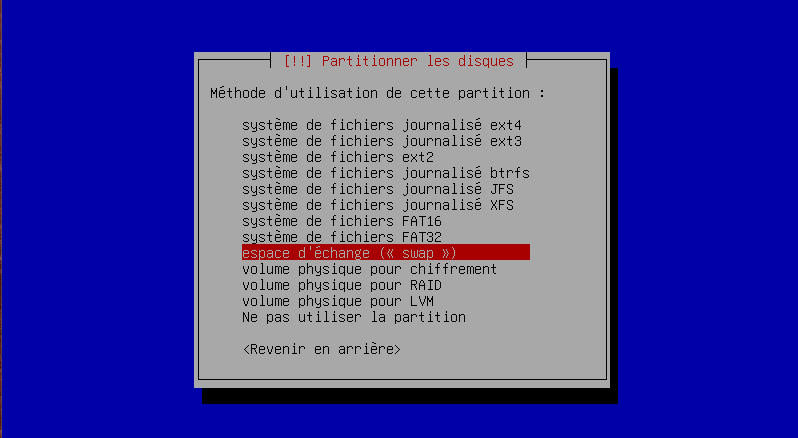 [!!] Partitionner les disques
Méthode d'utilisation de cette partition :
système de fichiers journalisé ext4
système de fichiers journalisé ext3
système de fichiers ext2
système de fichiers journalisé btrfs
système de fichiers journalisé JFS
système de fichiers journalisé XFS
système de fichiers FAT16
système de fichiers FAT32
espace d'échange (« swap »)
volume physique pour chiffrement
volume physique pour RAID
volume physique pour LVM
Ne pas utiliser la partition
<Revenir en arrière>